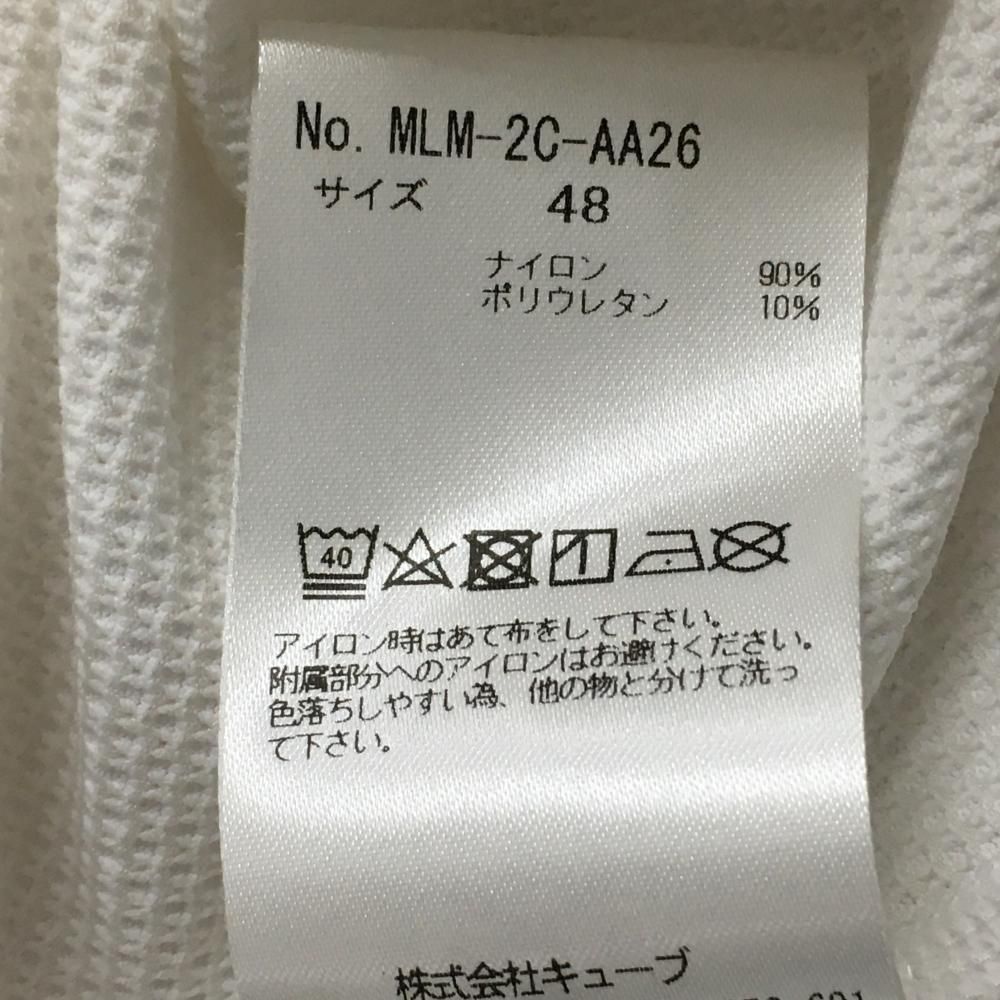 No. MLM-2C-AA26
サイズ 48
ナイロン 90%
ポリウレタン 10%
40
アイロン時はあて布をして下さい。
附属部分へのアイロンはお避けください。
色落ちしやすい為、他の物と分けて洗っ
て下さい。
株式会社キューブ